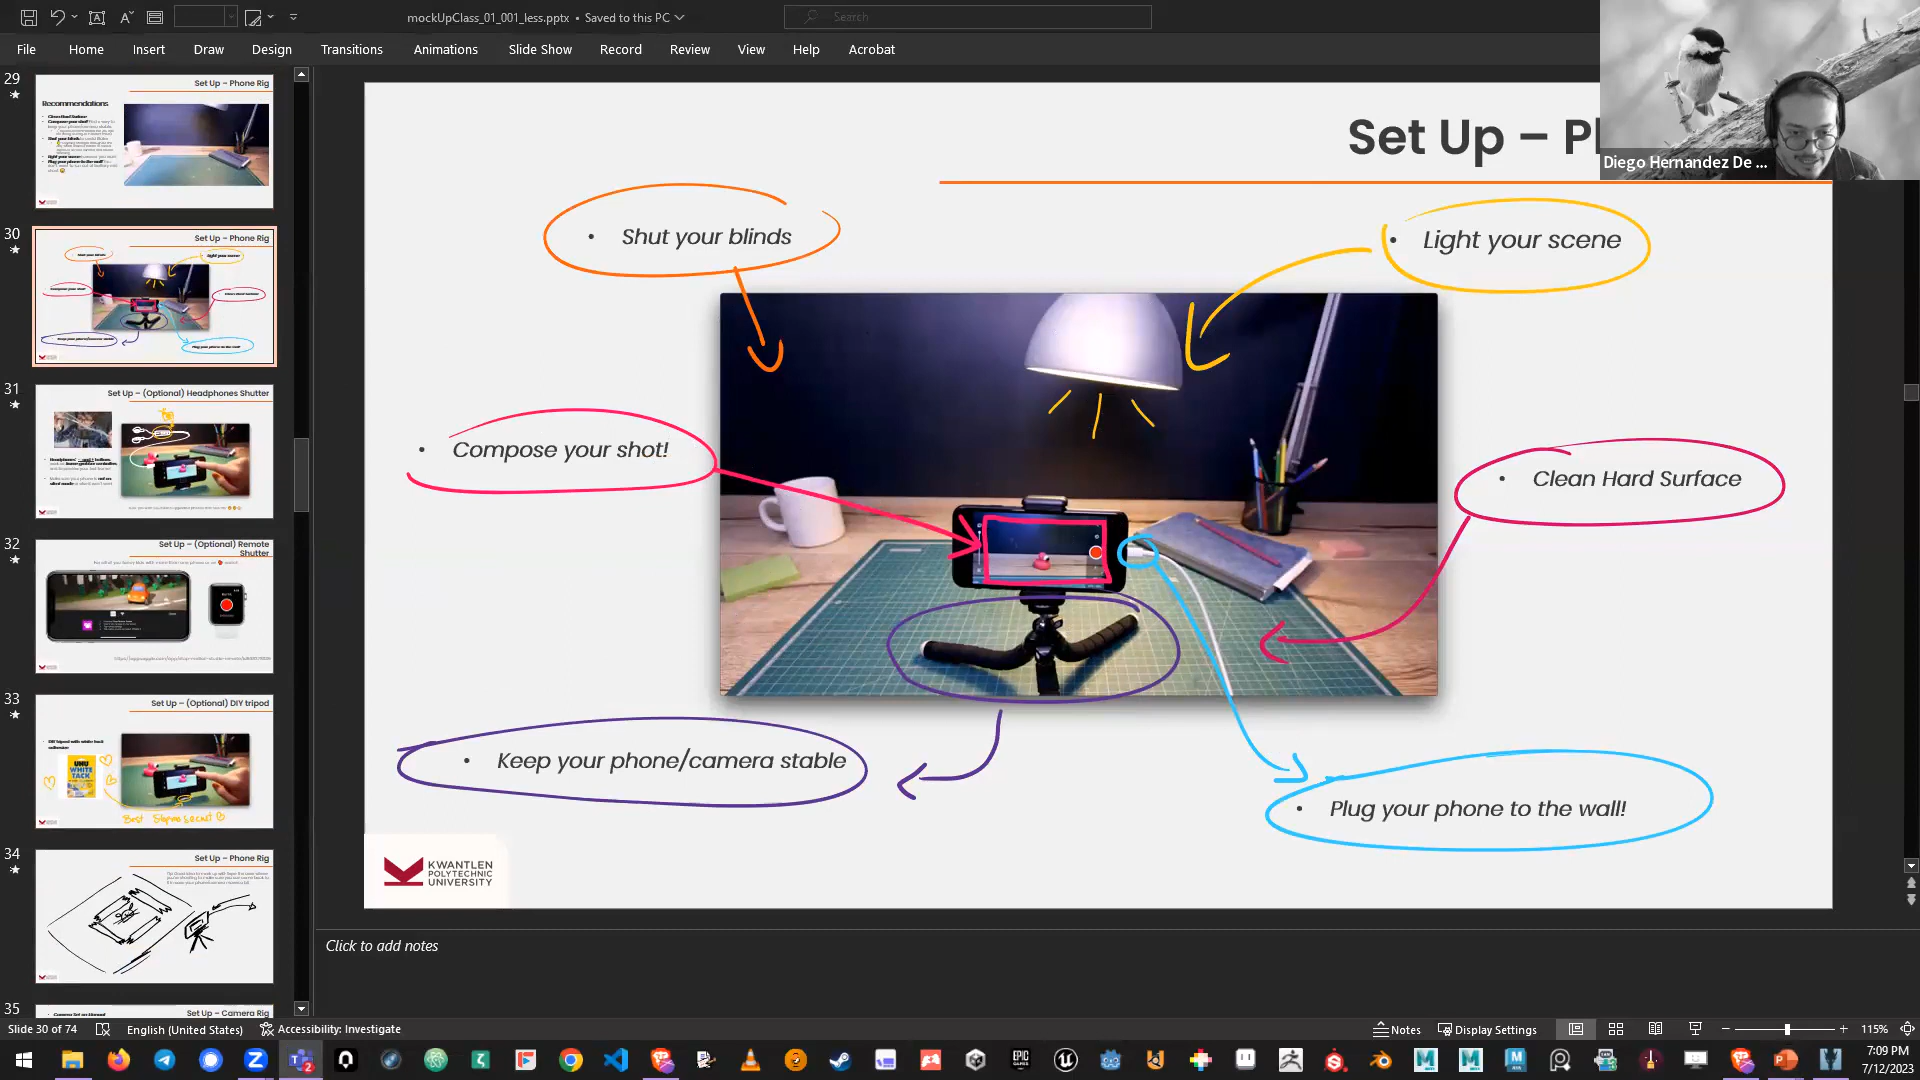 mockUpClass_01_001_less.pptx • Saved to this PC
Search
File Home Insert Draw Design Transitions Animations Slide Show Record Review View Help Acrobat
29
Set Up – Phone Rig
Recommendations
30
Set Up – Phone Rig
31
Set Up – (Optional) Headphones Shutter
32
Set Up – (Optional) Remote
Shutter
33
Set Up – (Optional) DIY tripod
UHU
WHITE
TACK
Best Stopmo secret
34
Set Up – Phone Rig
35
Set Up – Camera Rig
Set Up – P
Diego Hernandez De ...
• Shut your blinds
• Light your scene
• Compose your shot!
• Clean Hard Surface
• Keep your phone/camera stable
• Plug your phone to the wall!
KWANTLEN
POLYTECHNIC
UNIVERSITY
Click to add notes
Slide 30 of 74
English (United States)
Accessibility: Investigate
Notes
Display Settings
115%
7:09 PM
7/12/2023